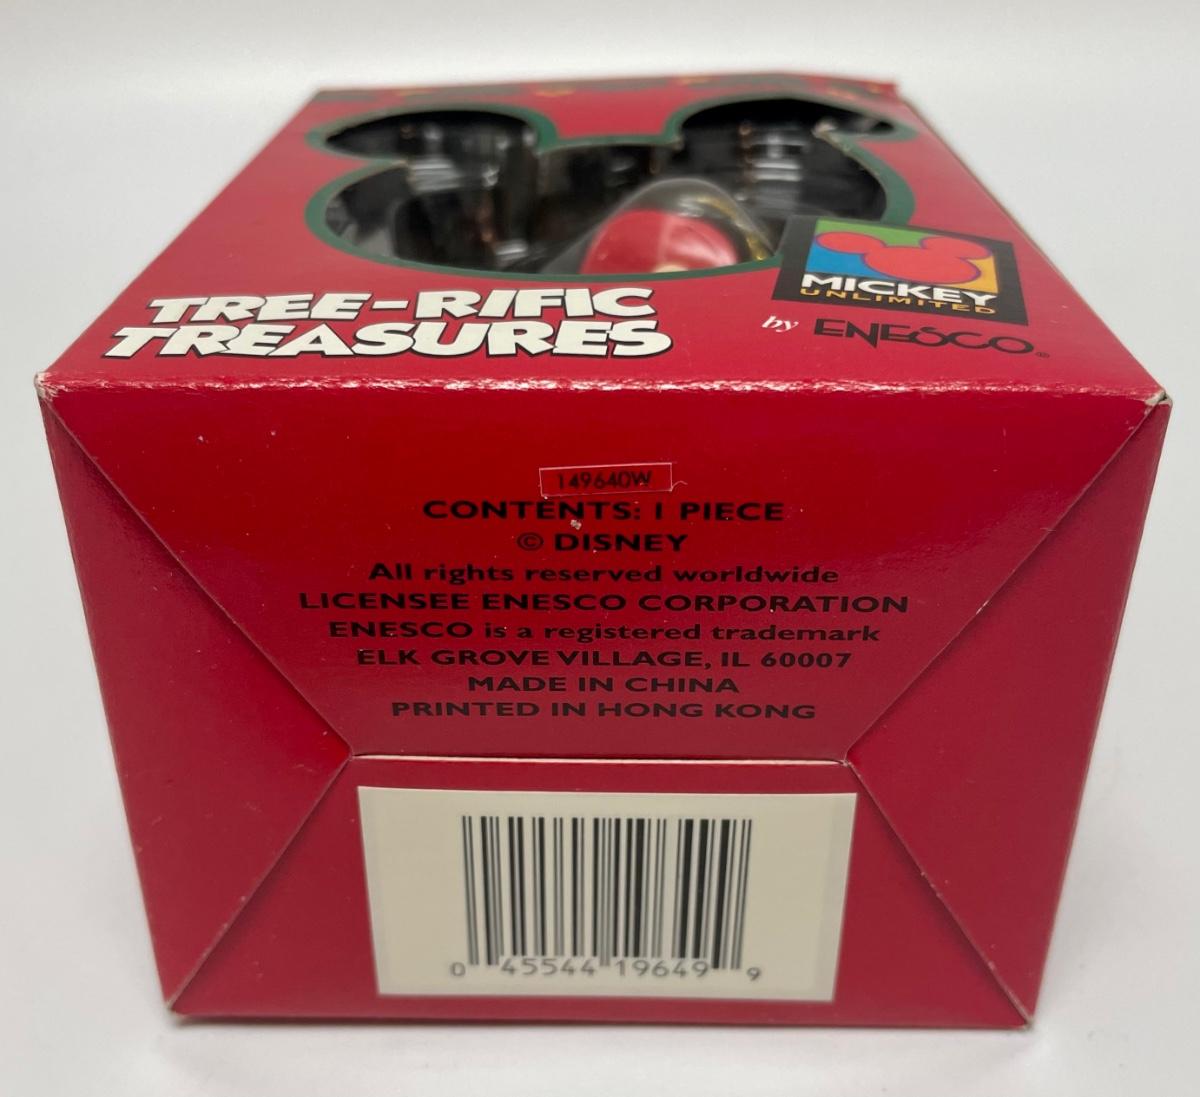 TREE-RIFIC
TREASURES
MICKEY
UNLIMITED
by ENESCO®
149640W
CONTENTS: 1 PIECE
© DISNEY
All rights reserved worldwide
LICENSEE ENESCO CORPORATION
ENESCO is a registered trademark
ELK GROVE VILLAGE, IL 60007
MADE IN CHINA
PRINTED IN HONG KONG
0 45544 19649 9